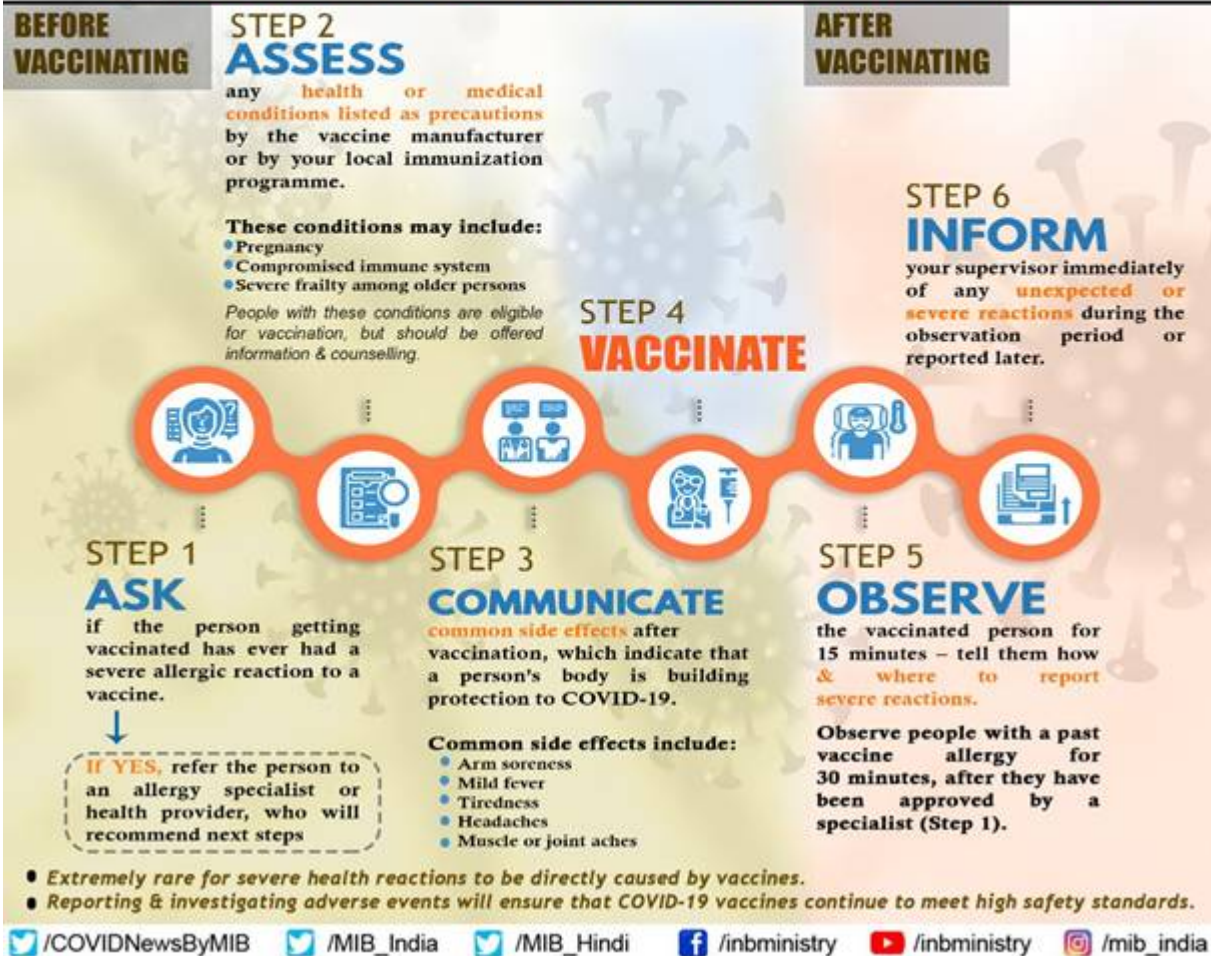 BEFORE
VACCINATING
STEP 2
ASSESS
any health or medical
conditions listed as precautions
by the vaccine manufacturer
or by your local immunization
programme.
These conditions may include:
Pregnancy
Compromised immune system
Severe frailty among older persons
People with these conditions are eligible
for vaccination, but should be offered
information & counselling.
STEP 4
VACCINATE
AFTER
VACCINATING
STEP 6
INFORM
your supervisor immediately
of any unexpected or
severe reactions during the
observation period or
reported later.
STEP 1
ASK
if the person getting
vaccinated has ever had a
severe allergic reaction to a
vaccine.
If YES, refer the person to
an allergy specialist or
health provider, who will
recommend next steps
STEP 3
COMMUNICATE
common side effects after
vaccination, which indicate that
a person's body is building
protection to COVID-19.
Common side effects include:
Arm soreness
Mild fever
Tiredness
Headaches
Muscle or joint aches
STEP 5
OBSERVE
the vaccinated person for
15 minutes – tell them how
& where to report
severe reactions.
Observe people with a past
vaccine allergy for
30 minutes, after they have
been approved by a
specialist (Step 1).
Extremely rare for severe health reactions to be directly caused by vaccines.
Reporting & investigating adverse events will ensure that COVID-19 vaccines continue to meet high safety standards.
/COVIDNewsByMIB /MIB_India /MIB_Hindi /inbministry /inbministry /mib_india